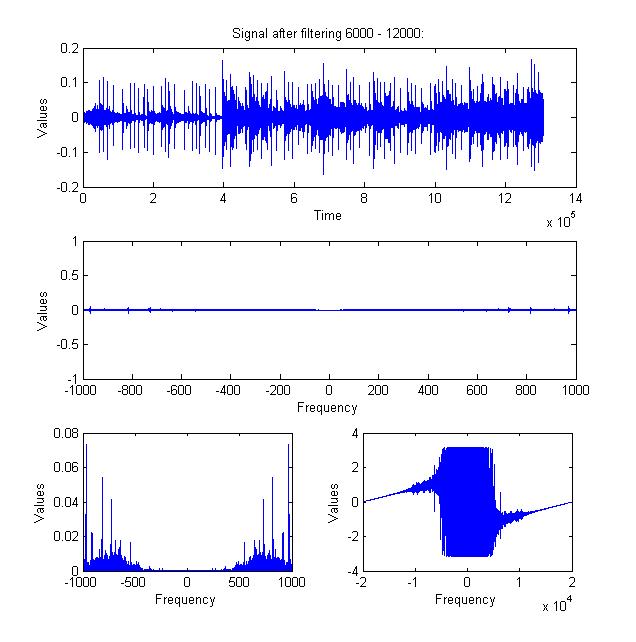 Signal after filtering 6000 - 12000:
0.2
0.1
0
-0.1
-0.2
Values
0 2 4 6 8 10 12 14
Time
x 10^5
1
0.5
0
-0.5
-1
Values
-1000 -800 -600 -400 -200 0 200 400 600 800 1000
Frequency
0.08
0.06
0.04
0.02
0
Values
-1000 -500 0 500 1000
Frequency
4
2
0
-2
-4
Values
-2 -1 0 1 2
Frequency
x 10^4